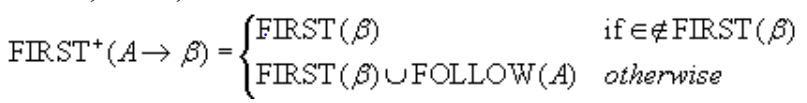 FIRST⁺(A→ β) = { FIRST(β) if ∈∉FIRST(β)
FIRST(β)∪FOLLOW(A) otherwise